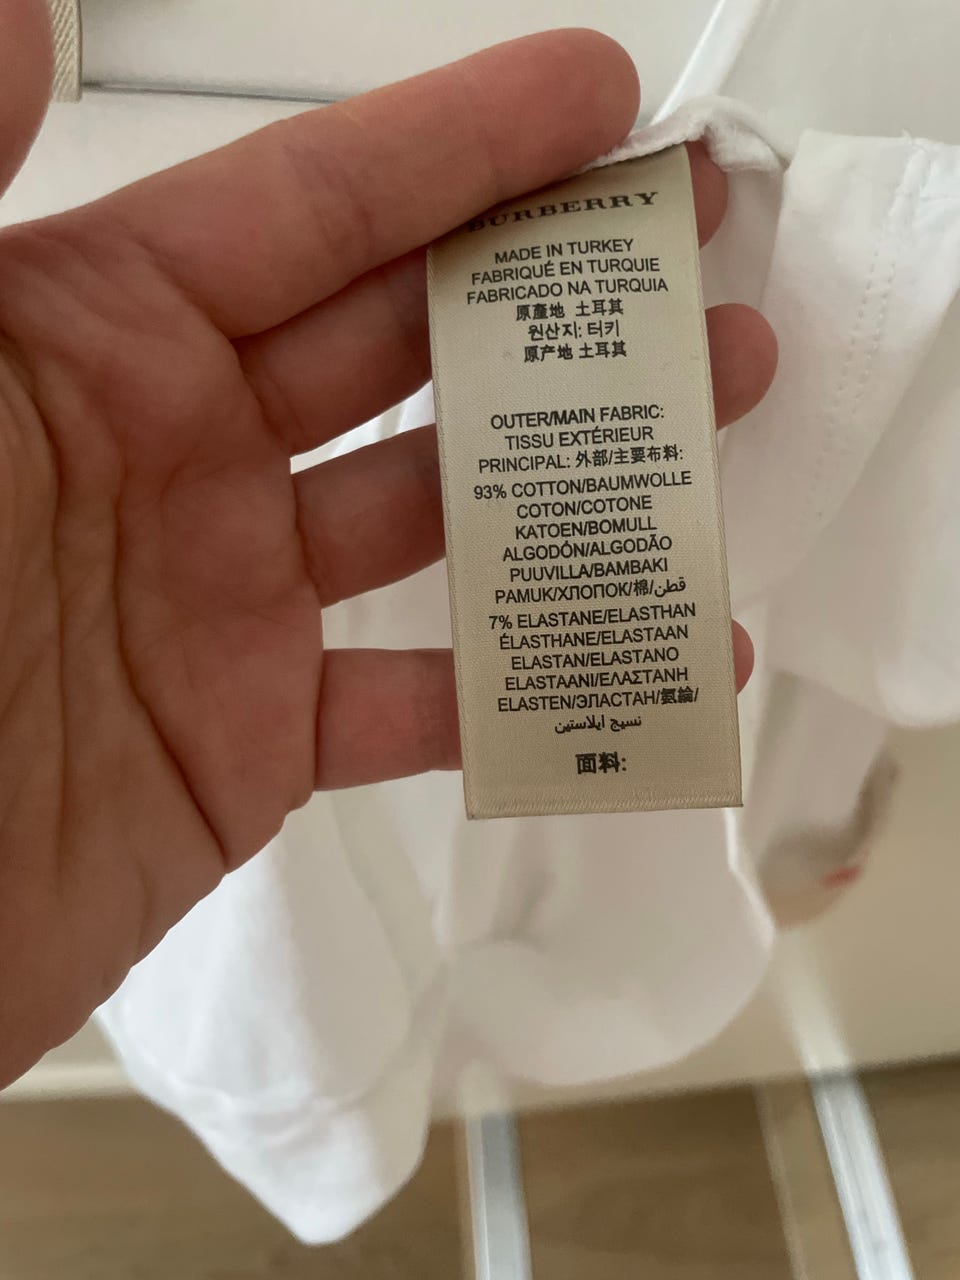 BURBERRY
MADE IN TURKEY
FABRIQUÉ EN TURQUIE
FABRICADO NA TURQUIA
原產地 土耳其
원산지: 터키
原产地 土耳其
OUTER/MAIN FABRIC:
TISSU EXTÉRIEUR
PRINCIPAL: 外部/主要布料:
93% COTTON/BAUMWOLLE
COTON/COTONE
KATOEN/BOMULL
ALGODÓN/ALGODÃO
PUUVILLA/BAMBAKI
PAMUK/ХЛОПОК/棉/قطن
7% ELASTANE/ELASTHAN
ÉLASTHANE/ELASTAAN
ELASTAN/ELASTANO
ELASTAANI/ΕΛΑΣΤΑΝΗ
ELASTEN/ЭЛАСТАН/氨綸/
نسيج ايلاستين
面料: